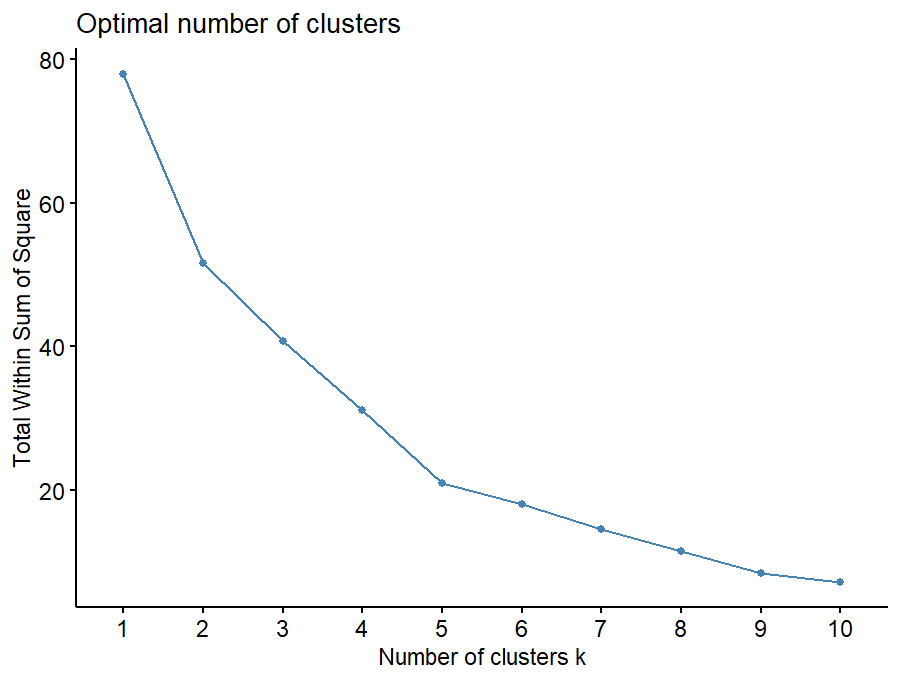 Optimal number of clusters
Total Within Sum of Square
80
60
40
20
1 2 3 4 5 6 7 8 9 10
Number of clusters k